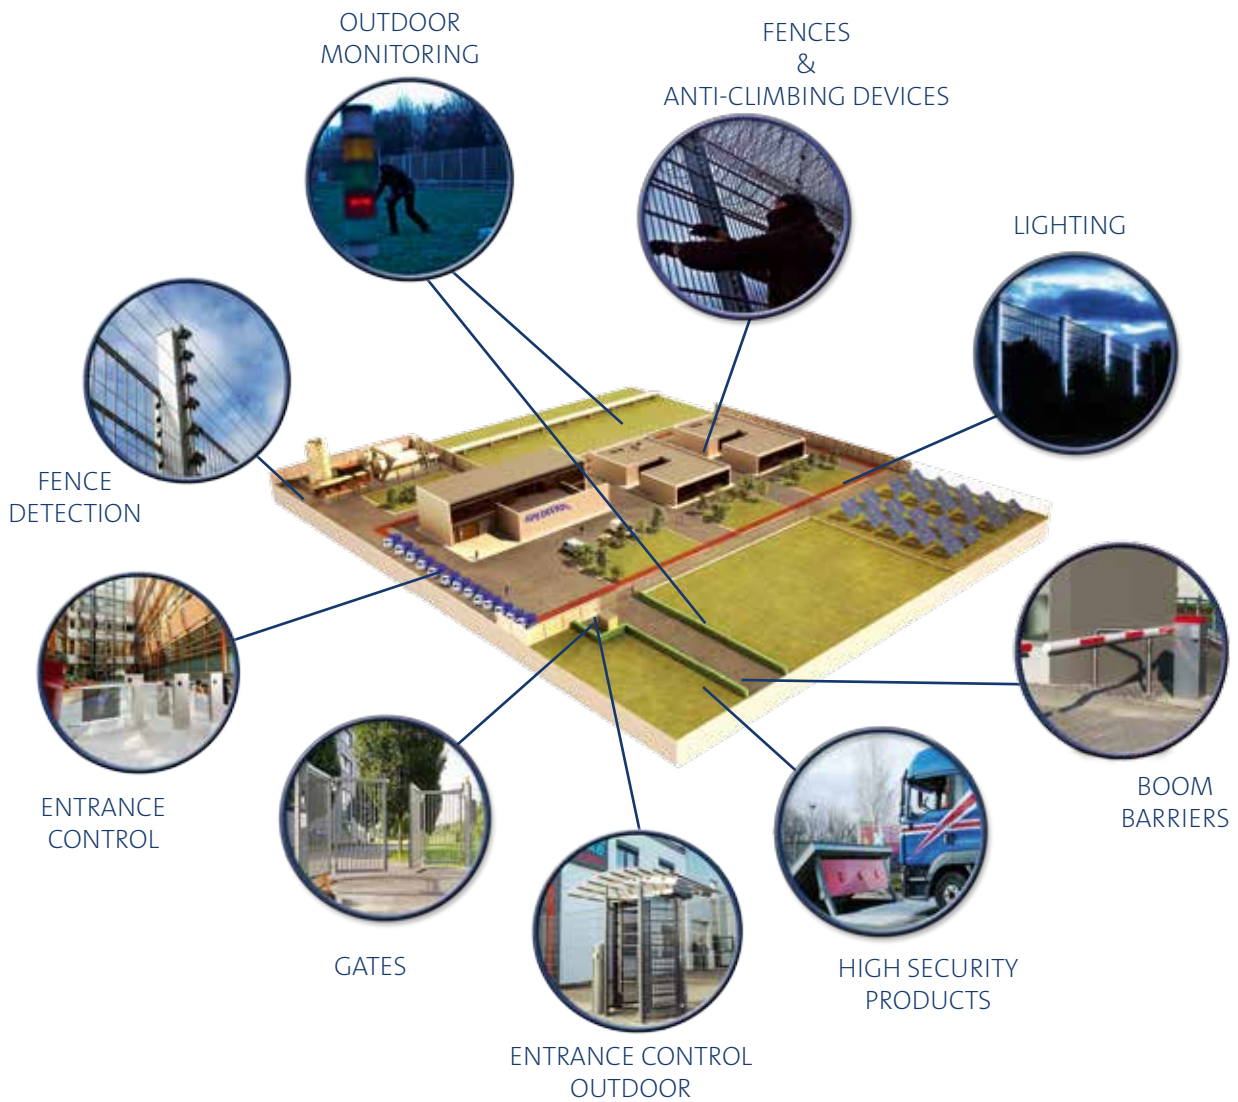 OUTDOOR
MONITORING
FENCES
&
ANTI-CLIMBING DEVICES
LIGHTING
FENCE
DETECTION
ENTRANCE
CONTROL
GATES
ENTRANCE CONTROL
OUTDOOR
HIGH SECURITY
PRODUCTS
BOOM
BARRIERS